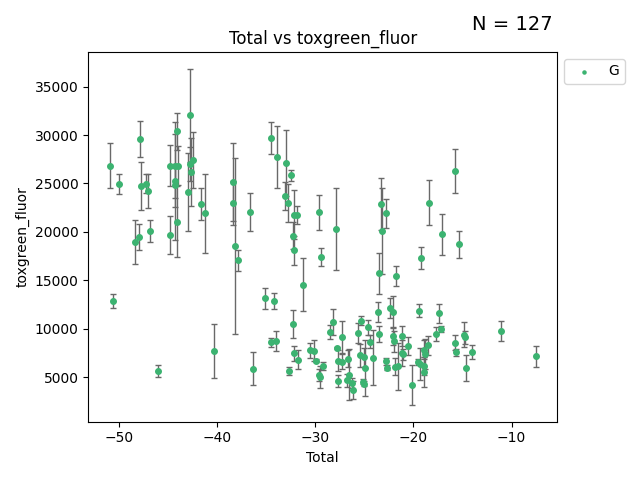 N = 127
Total vs toxgreen_fluor
G
35000
30000
25000
20000
15000
10000
5000
toxgreen_fluor
−50 −40 −30 −20 −10
Total